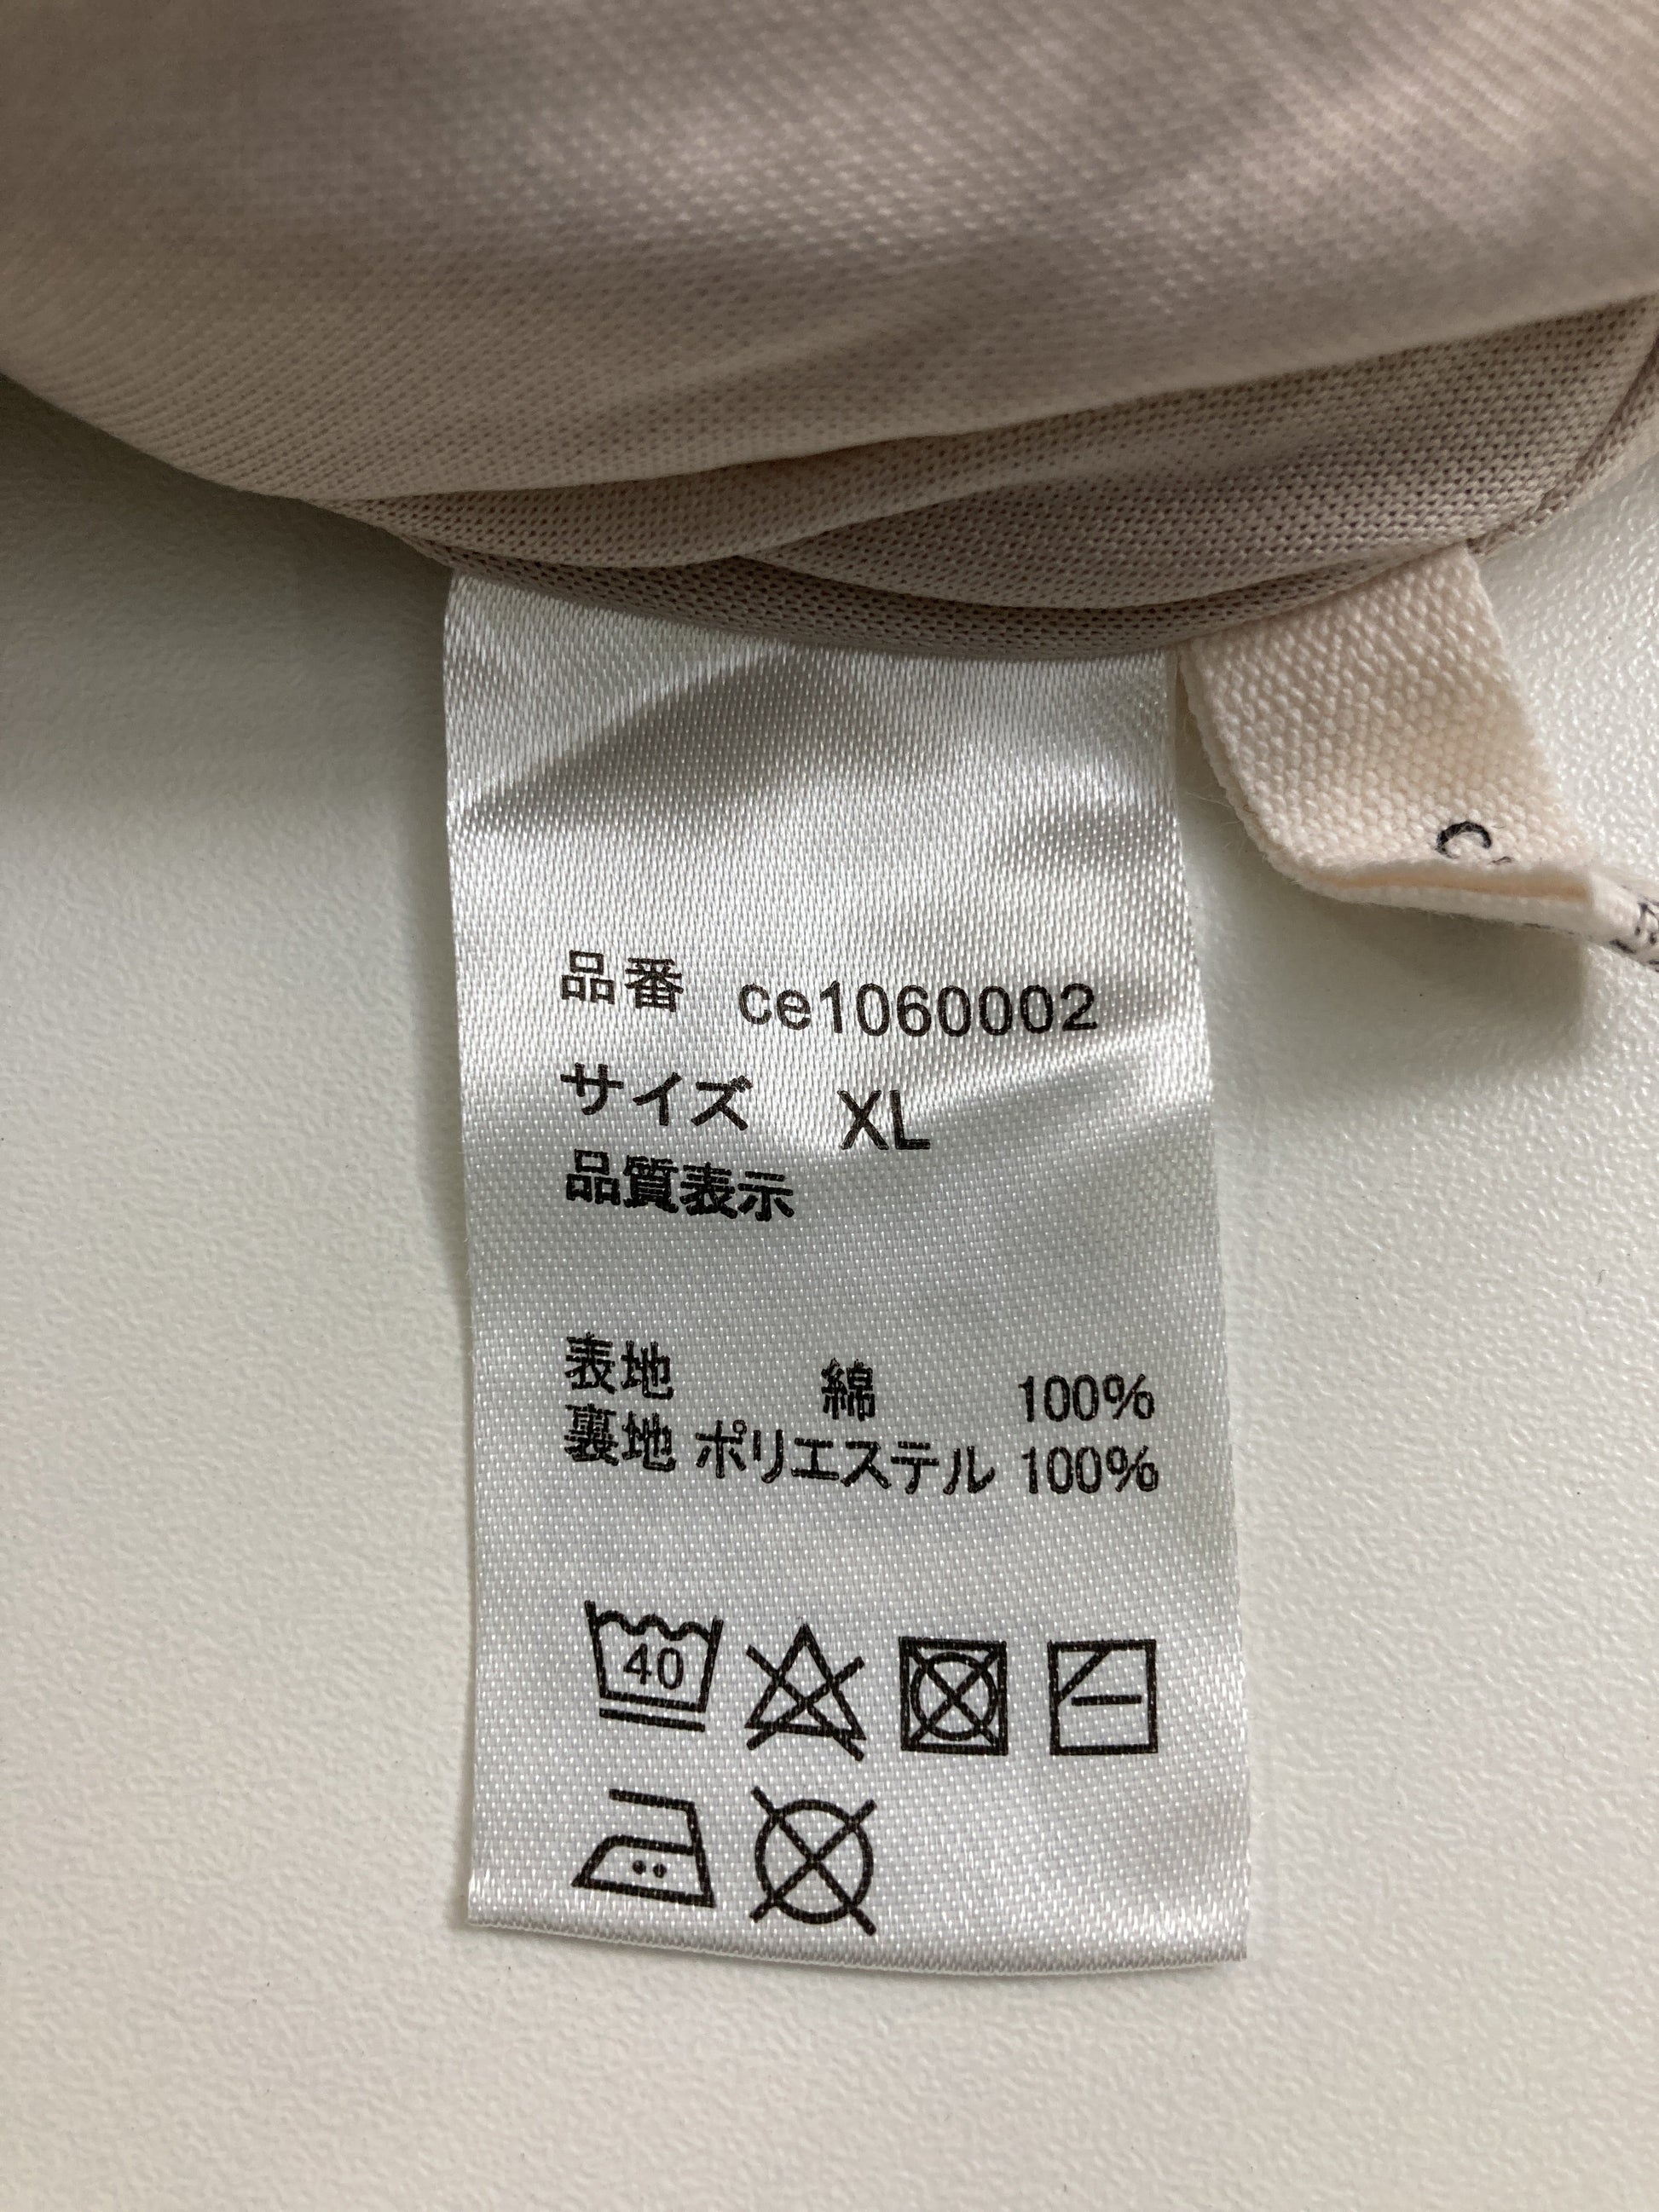 品番 ce1060002
サイズ XL
品質表示
表地 綿 100%
裏地 ポリエステル 100%
40